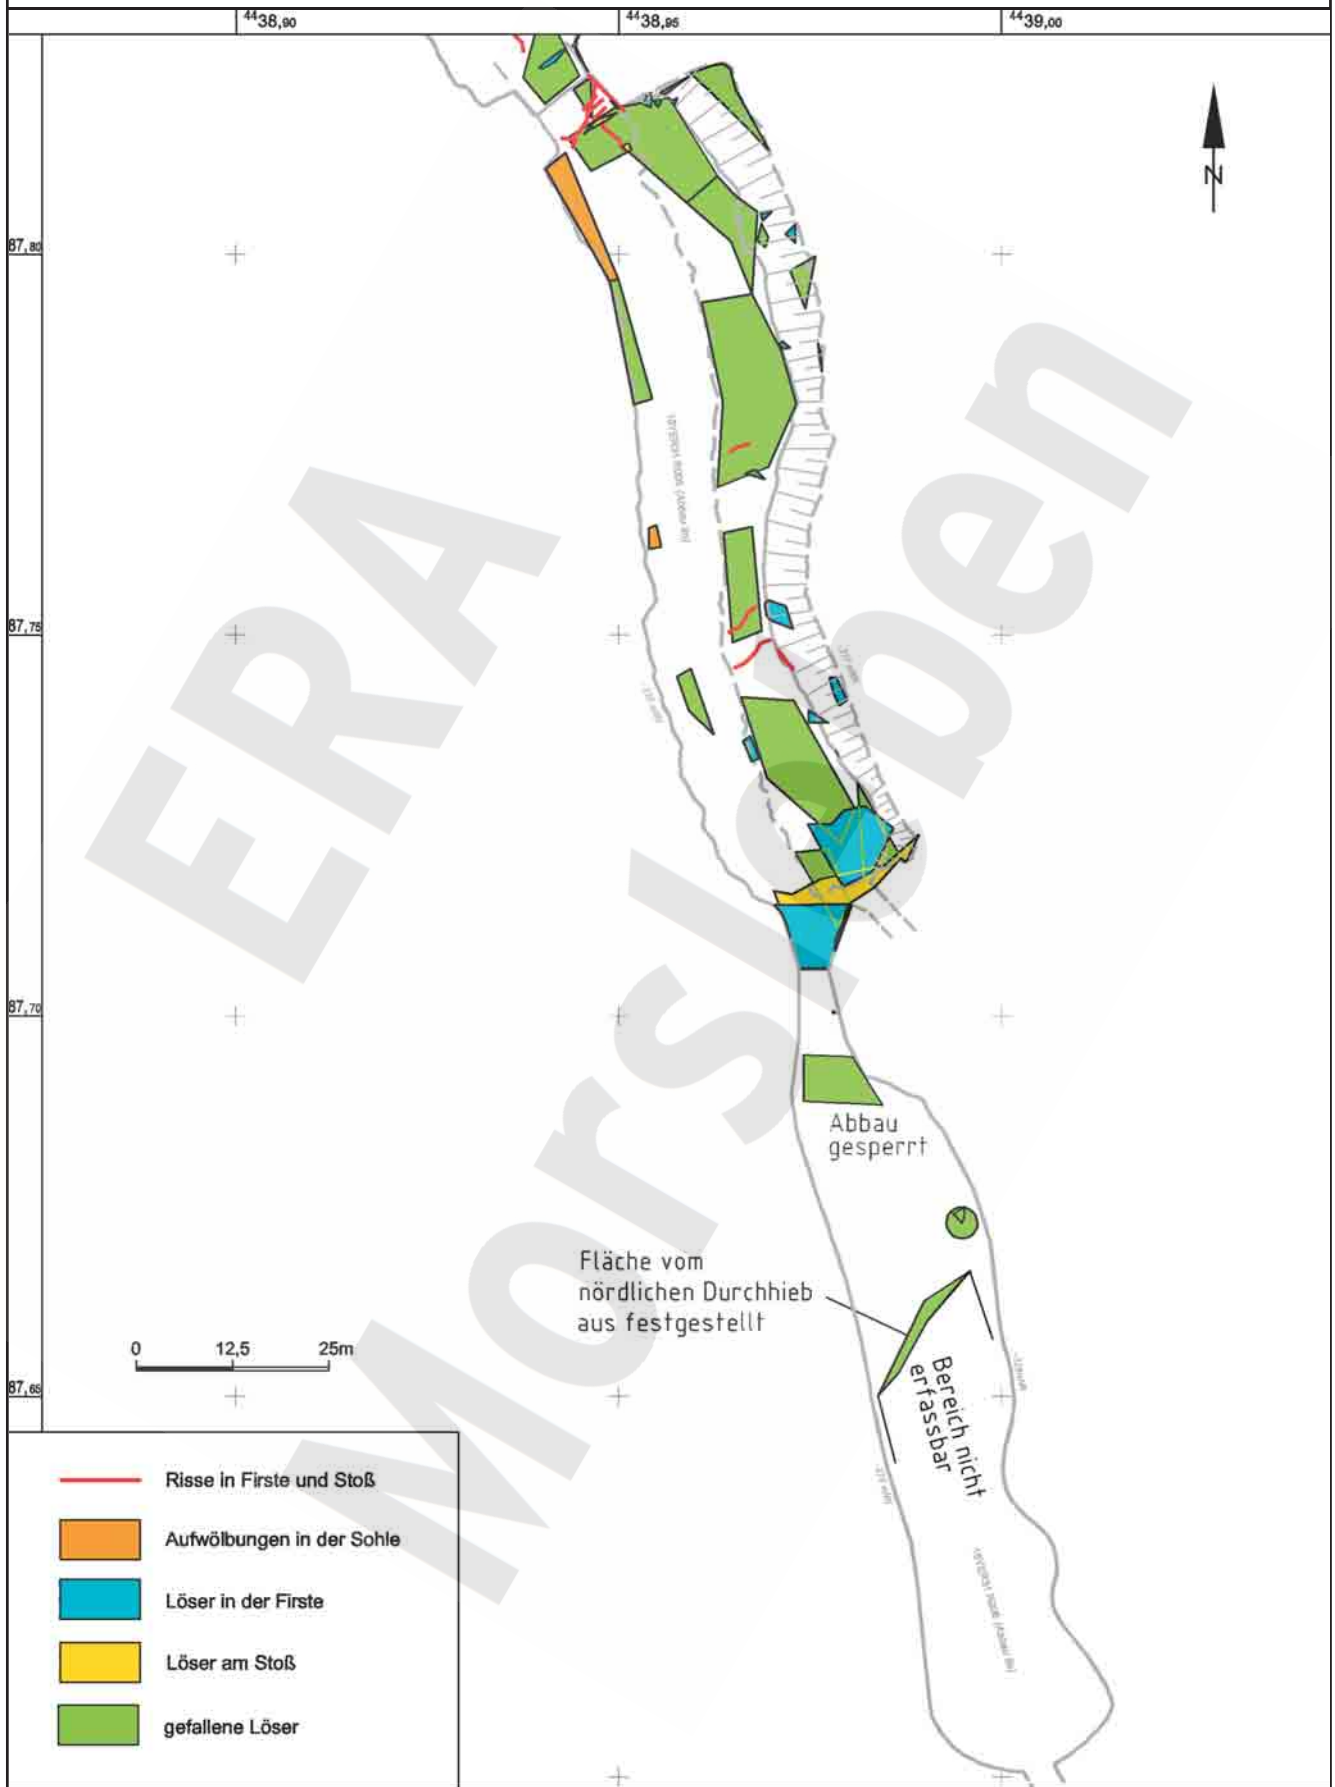 ⁴⁴38,90
⁴⁴38,95
⁴⁴39,00
N
87,80
87,75
87,70
87,65
ERA
Morsleben
Abbau
gesperrt
Fläche vom
nördlichen Durchhieb
aus festgestellt
Bereich nicht
erfassbar
0 12,5 25m
Risse in Firste und Stoß
Aufwölbungen in der Sohle
Löser in der Firste
Löser am Stoß
gefallene Löser